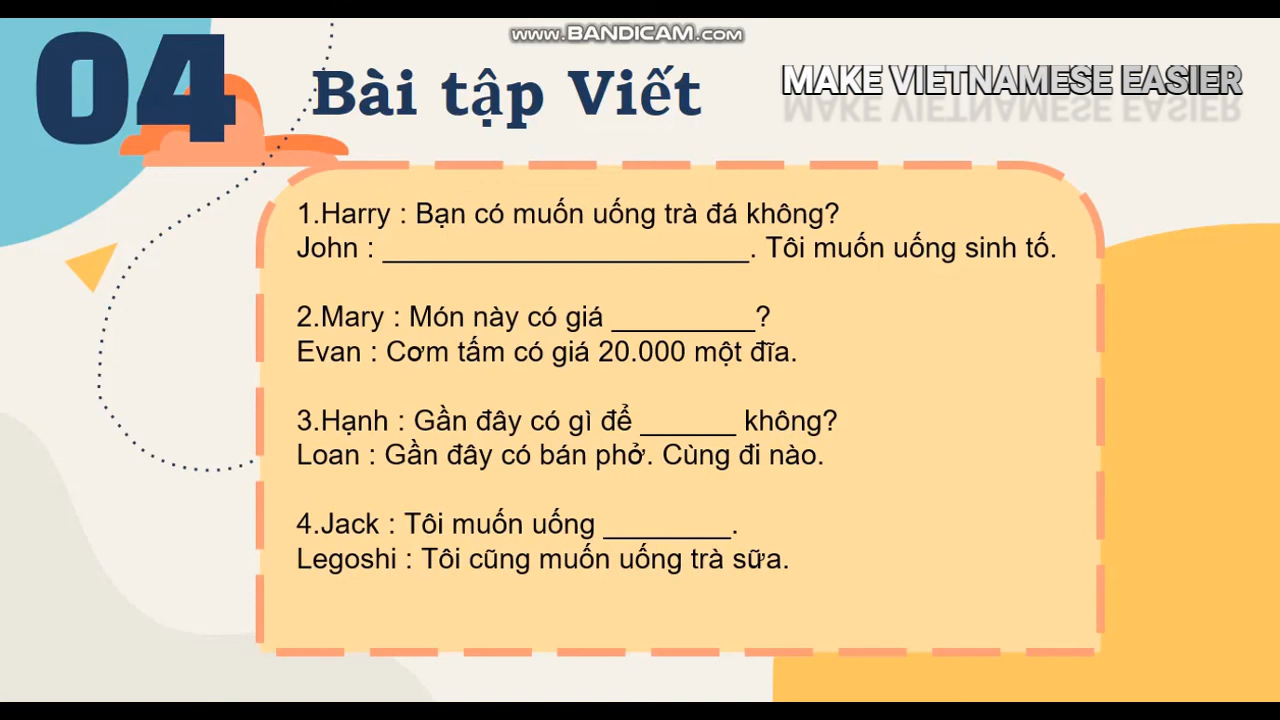 www.BANDICAM.com
04
Bài tập Viết
MAKE VIETNAMESE EASIER
1.Harry : Bạn có muốn uống trà đá không?
John : _______________________. Tôi muốn uống sinh tố.
2.Mary : Món này có giá _________?
Evan : Cơm tấm có giá 20.000 một đĩa.
3.Hạnh : Gần đây có gì để ______ không?
Loan : Gần đây có bán phở. Cùng đi nào.
4.Jack : Tôi muốn uống ________.
Legoshi : Tôi cũng muốn uống trà sữa.